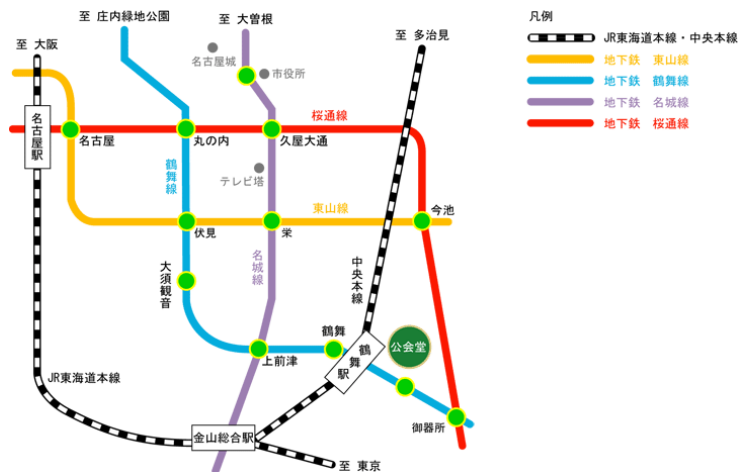 至 庄内緑地公園
至 大曽根
至 大阪
至 多治見
名古屋城
市役所
凡例
JR東海道本線・中央本線
地下鉄 東山線
地下鉄 鶴舞線
地下鉄 名城線
地下鉄 桜通線
名古屋駅
名古屋
丸の内
久屋大通
桜通線
鶴舞線
テレビ塔
東山線
今池
伏見
栄
大須観音
名城線
中央本線
鶴舞
公会堂
上前津
鶴舞駅
JR東海道本線
御器所
金山総合駅
至 東京